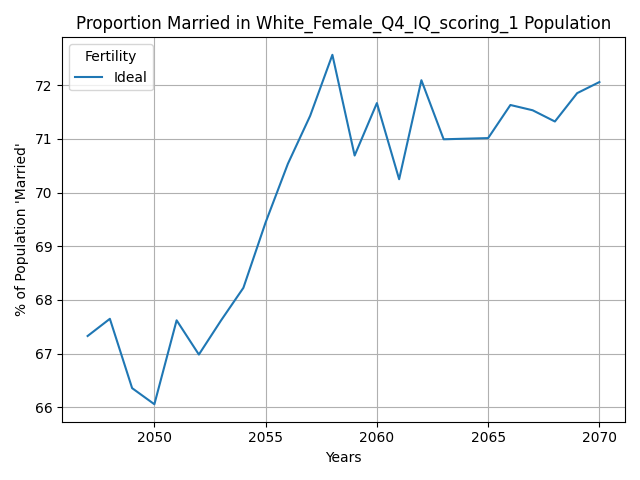 Proportion Married in White_Female_Q4_IQ_scoring_1 Population
Fertility
Ideal
% of Population 'Married'
72
71
70
69
68
67
66
2050 2055 2060 2065 2070
Years